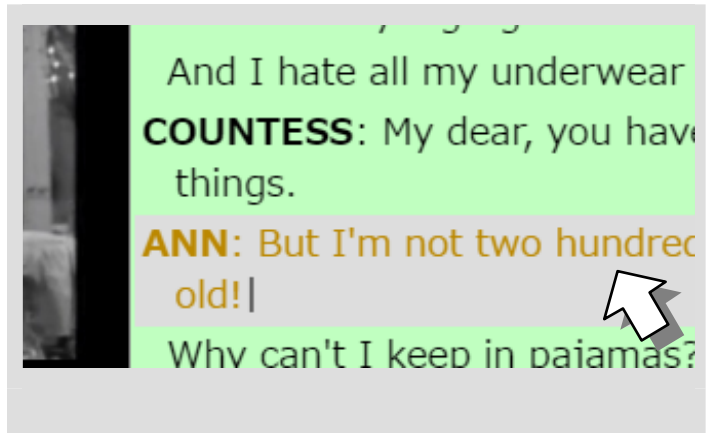 And I hate all my underwear
COUNTESS: My dear, you have
things.
ANN: But I'm not two hundred
old!
Why can't I keep in pajamas?